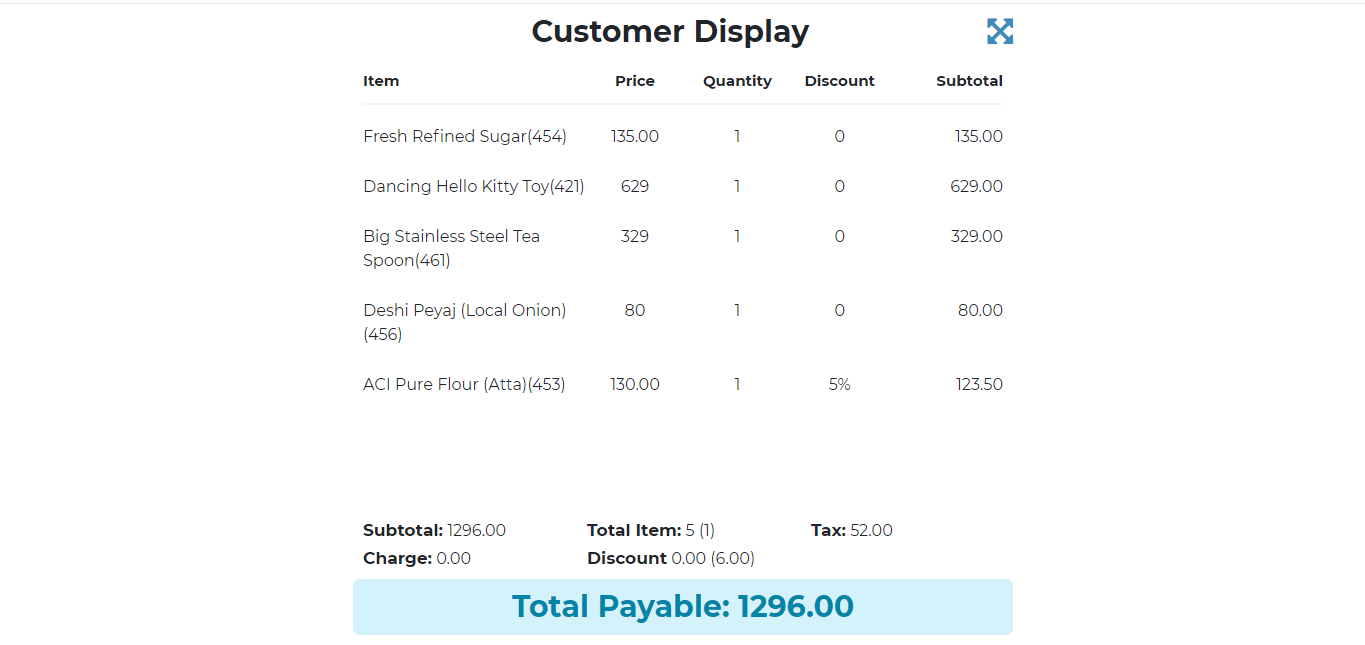 Customer Display
Item Price Quantity Discount Subtotal
Fresh Refined Sugar(454) 135.00 1 0 135.00
Dancing Hello Kitty Toy(421) 629 1 0 629.00
Big Stainless Steel Tea 329 1 0 329.00
Spoon(461)
Deshi Peyaj (Local Onion) 80 1 0 80.00
(456)
ACI Pure Flour (Atta)(453) 130.00 1 5% 123.50
Subtotal: 1296.00 Total Item: 5 (1) Tax: 52.00
Charge: 0.00 Discount 0.00 (6.00)
Total Payable: 1296.00